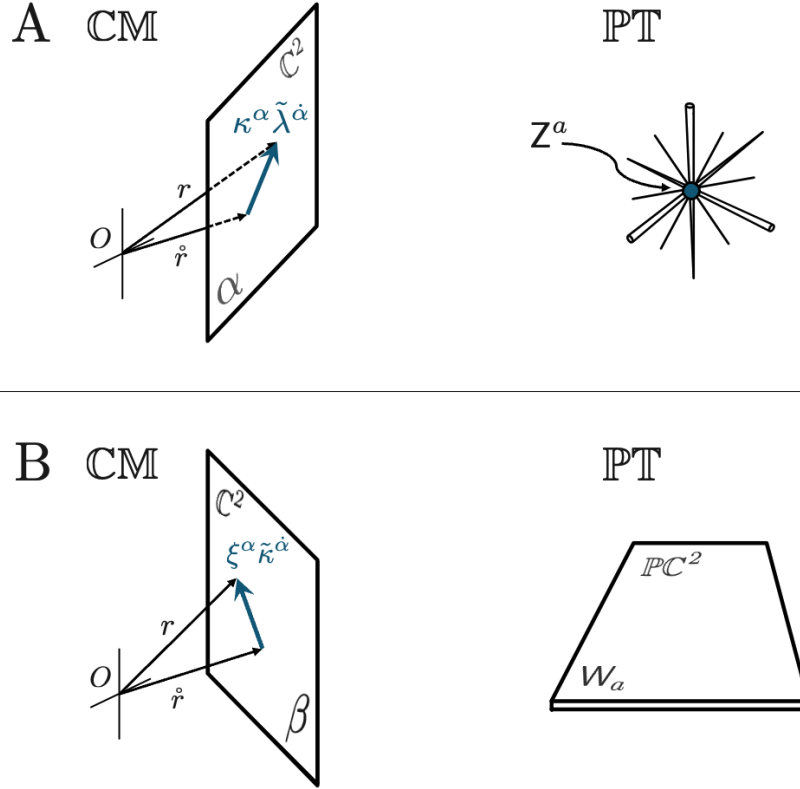 A ℂM ℙT
ℂ²
κ^α λ̃^α̇
Z^a
r
O
r̊
α
B ℂM ℙT
ℂ²
ξ^α κ̃^α̇
ℙℂ²
r
O
W_a
r̊
β